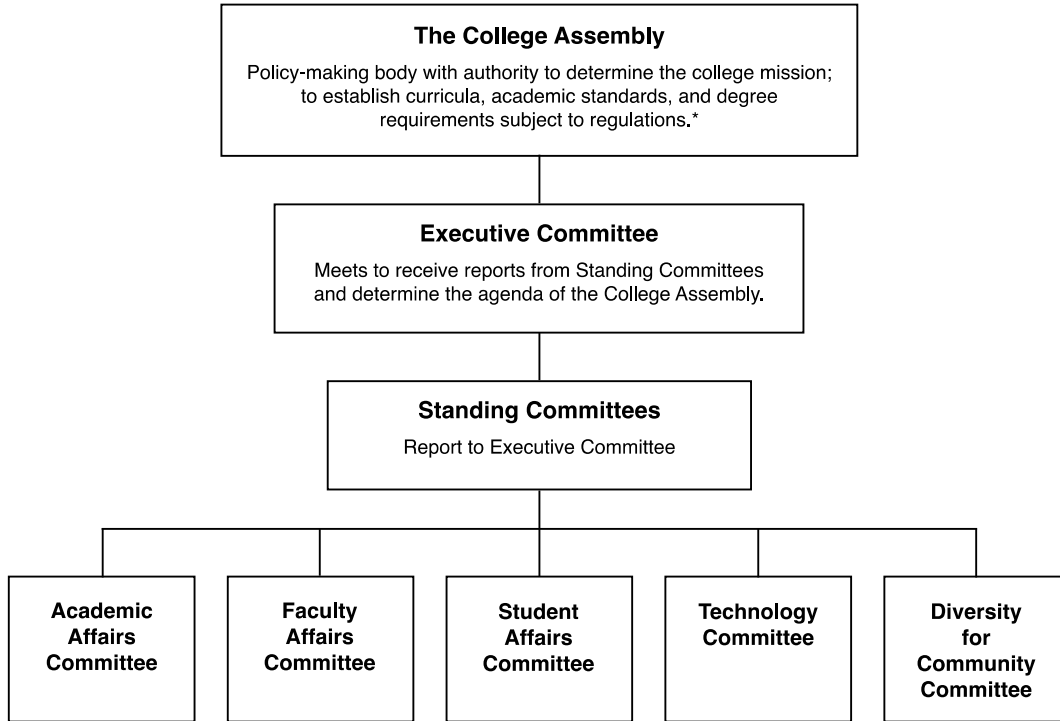 The College Assembly
Policy-making body with authority to determine the college mission;
to establish curricula, academic standards, and degree
requirements subject to regulations.*
Executive Committee
Meets to receive reports from Standing Committees
and determine the agenda of the College Assembly.
Standing Committees
Report to Executive Committee
Academic
Affairs
Committee
Faculty
Affairs
Committee
Student
Affairs
Committee
Technology
Committee
Diversity
for
Community
Committee